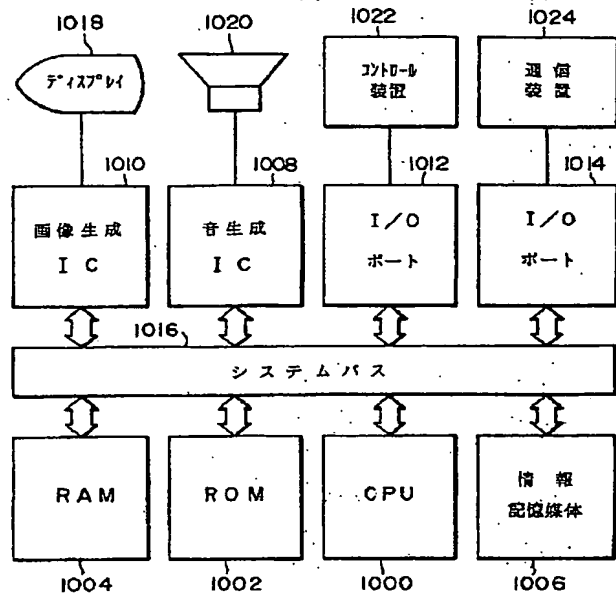 1018
1020
1022
1024
ディスプレイ
コントロール
装置
通信
装置
1010
1008
1012
1014
画像生成
IC
音生成
IC
I/O
ポート
I/O
ポート
1016
システムバス
RAM
ROM
CPU
情報
記憶媒体
1004
1002
1000
1006